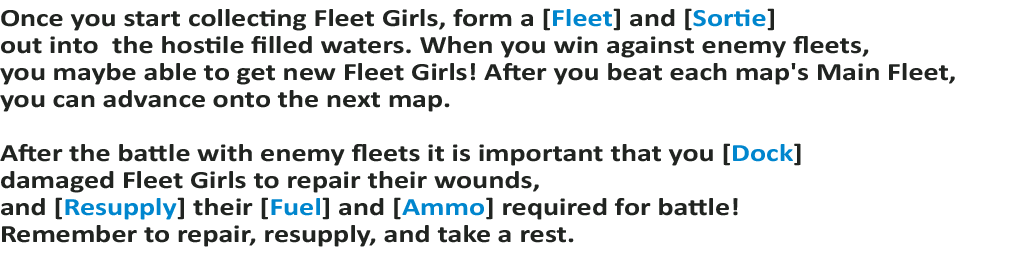 Once you start collecting Fleet Girls, form a [Fleet] and [Sortie]
out into  the hostile filled waters. When you win against enemy fleets,
you maybe able to get new Fleet Girls! After you beat each map's Main Fleet,
you can advance onto the next map.
After the battle with enemy fleets it is important that you [Dock]
damaged Fleet Girls to repair their wounds,
and [Resupply] their [Fuel] and [Ammo] required for battle!
Remember to repair, resupply, and take a rest.